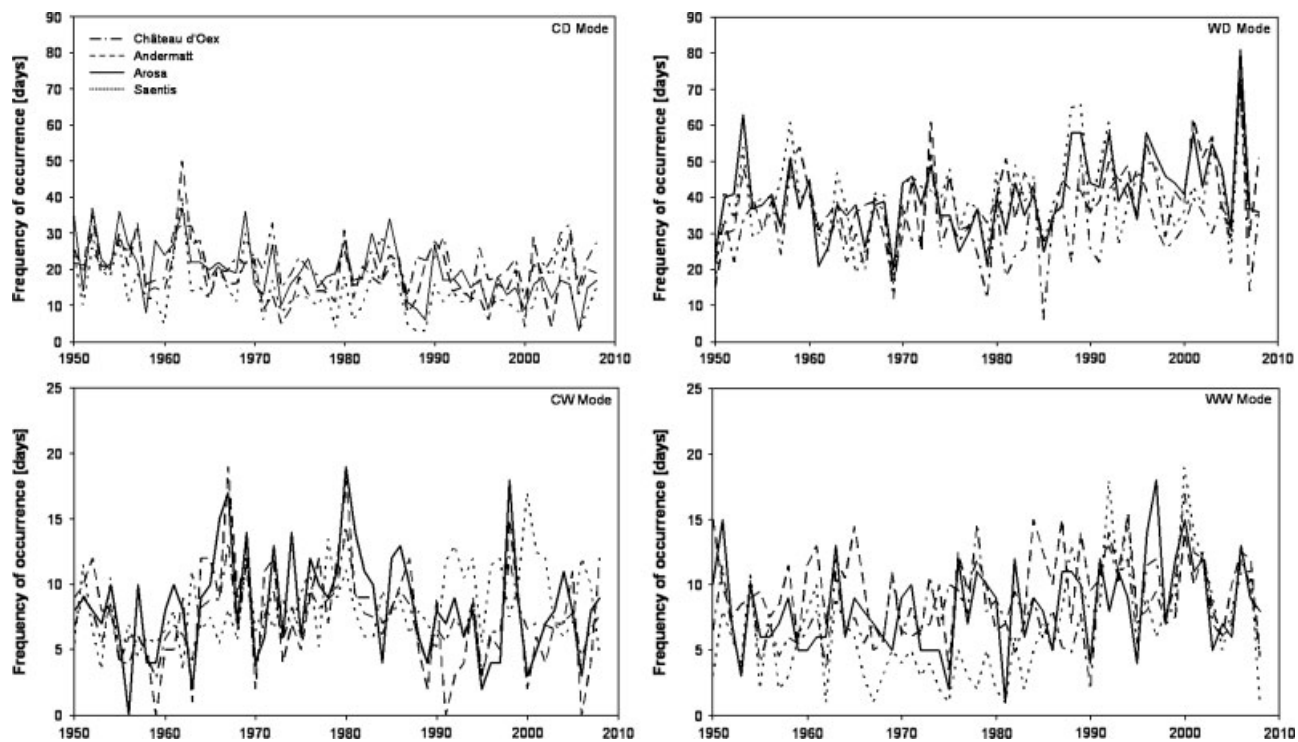 CD Mode
Château d'Oex
Andermatt
Arosa
Saentis
Frequency of occurrence [days]
90
80
70
60
50
40
30
20
10
0
1950 1960 1970 1980 1990 2000 2010
WD Mode
Frequency of occurrence [days]
90
80
70
60
50
40
30
20
10
0
1950 1960 1970 1980 1990 2000 2010
CW Mode
Frequency of occurrence [days]
25
20
15
10
5
0
1950 1960 1970 1980 1990 2000 2010
WW Mode
Frequency of occurrence [days]
25
20
15
10
5
0
1950 1960 1970 1980 1990 2000 2010